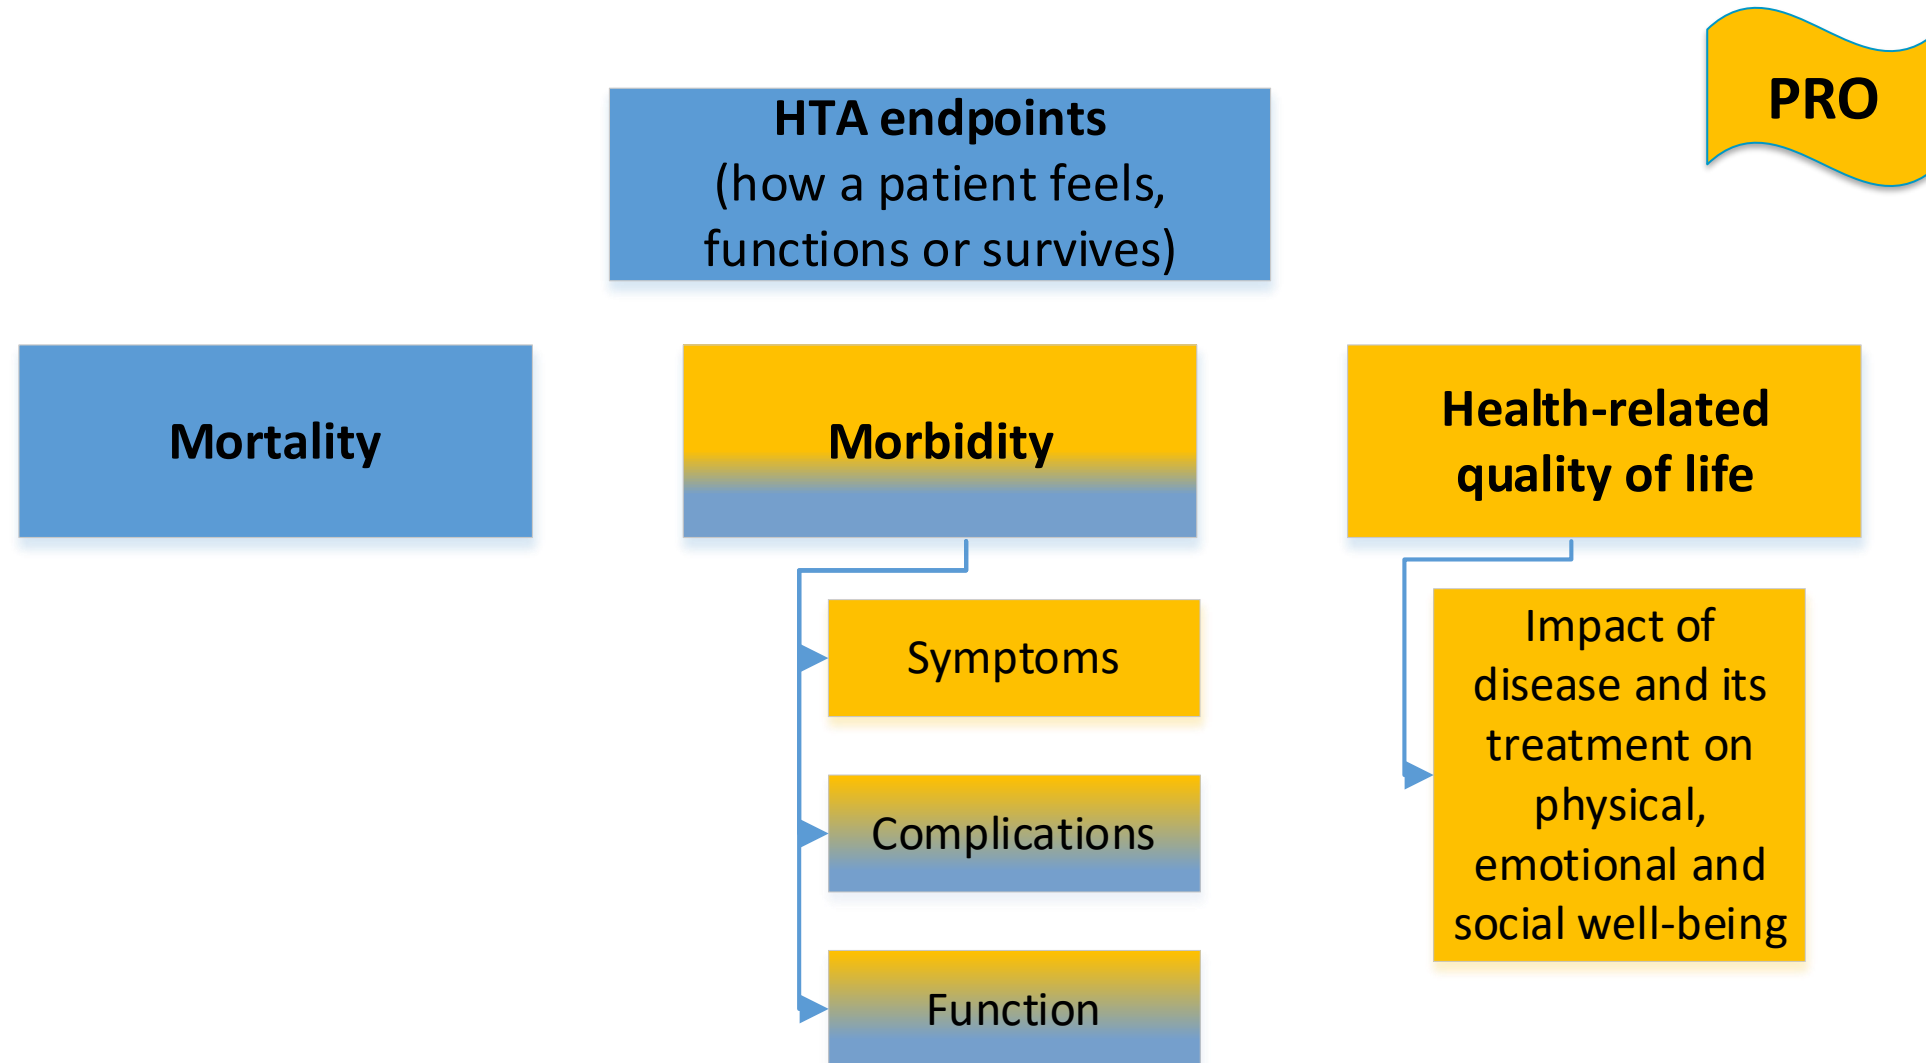 PRO
HTA endpoints
(how a patient feels,
functions or survives)
Mortality
Morbidity
Health-related
quality of life
Symptoms
Complications
Function
Impact of
disease and its
treatment on
physical,
emotional and
social well-being